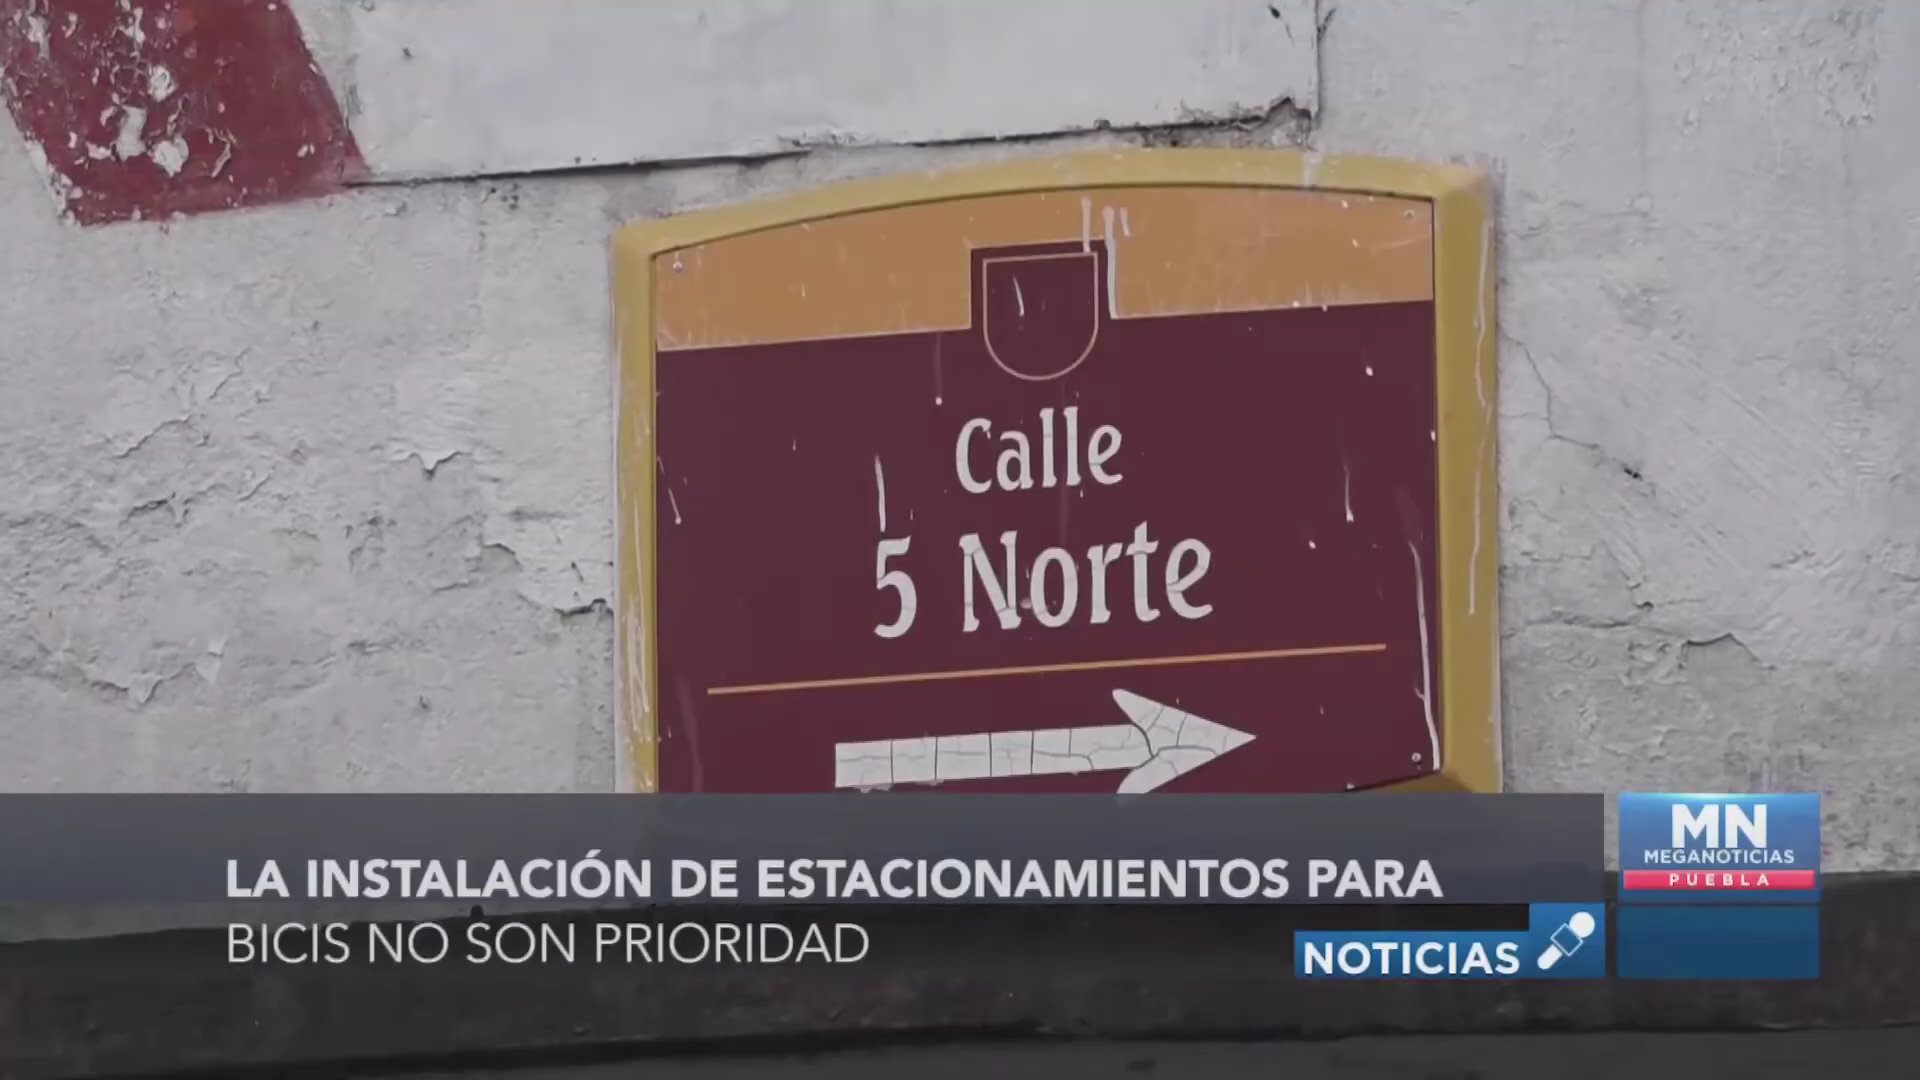 Calle
5 Norte
LA INSTALACIÓN DE ESTACIONAMIENTOS PARA
BICIS NO SON PRIORIDAD
NOTICIAS
MN
MEGANOTICIAS
PUEBLA